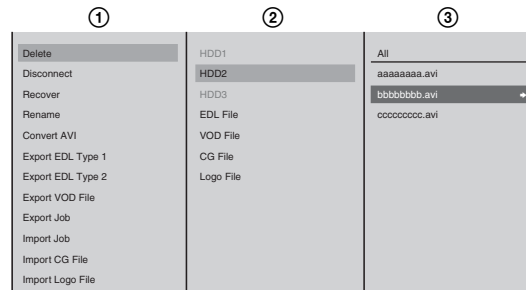 ①
②
③
Delete
Disconnect
Recover
Rename
Convert AVI
Export EDL Type 1
Export EDL Type 2
Export VOD File
Export Job
Import Job
Import CG File
Import Logo File
HDD1
HDD2
HDD3
EDL File
VOD File
CG File
Logo File
All
aaaaaaaa.avi
bbbbbbbb.avi
ccccccccc.avi